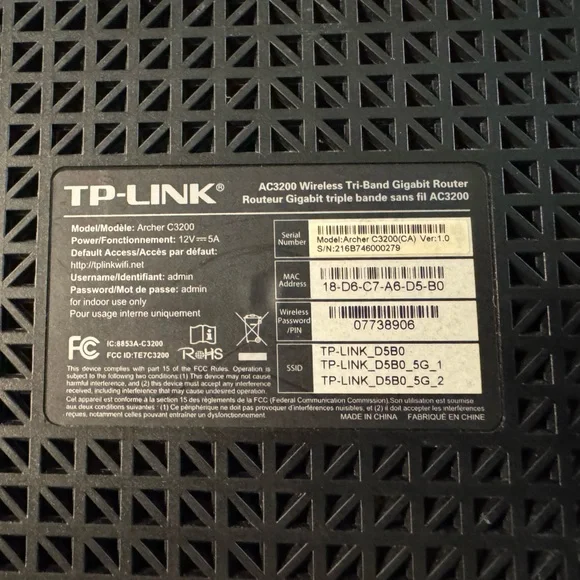 TP-LINK®
AC3200 Wireless Tri-Band Gigabit Router
Routeur Gigabit triple bande sans fil AC3200
Model/Modèle: Archer C3200
Power/Fonctionnement: 12V⎓5A
Default Access/Accès par défaut:
http://tplinkwifi.net
Username/Identifiant: admin
Password/Mot de passe: admin
for indoor use only
Pour usage interne uniquement
Serial Number
Model:Archer C3200(CA) Ver:1.0
S/N:216B746000279
MAC Address
18-D6-C7-A6-D5-B0
Wireless Password /PIN
07738906
SSID
TP-LINK_D5B0
TP-LINK_D5B0_5G_1
TP-LINK_D5B0_5G_2
FC
IC:8853A-C3200
FCC ID:TE7C3200
RoHS
This device complies with part 15 of the FCC Rules. Operation is
subject to the following two conditions:(1) This device may not cause
harmful interference, and (2) this device must accept any interference
received, including interference that may cause undesired operation.
Cet appareil est conforme à la section 15 des règlements de la FCC (Federal Communication Commission).Son utilisation est soumise
aux deux conditions suivantes : (1) Ce périphérique ne doit pas provoquer d'interférences nuisibles, et (2) il doit accepter les interférences
reçues, notamment celles pouvant entraîner un dysfonctionnement.
MADE IN CHINA FABRIQUÉ EN CHINE